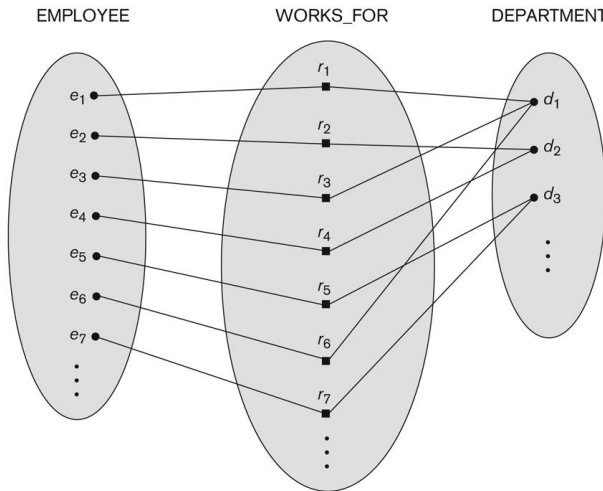 EMPLOYEE
WORKS_FOR
DEPARTMENT
e1
e2
e3
e4
e5
e6
e7
r1
r2
r3
r4
r5
r6
r7
d1
d2
d3